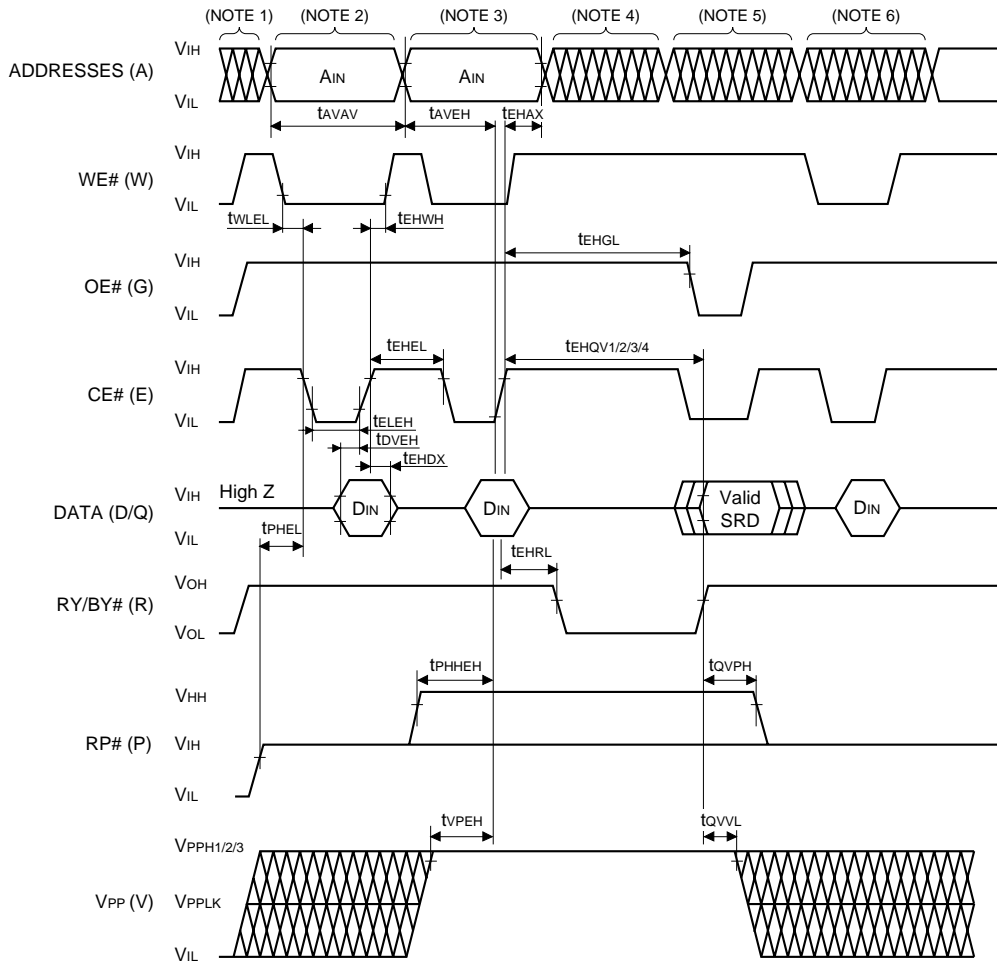 (NOTE 1) (NOTE 2) (NOTE 3) (NOTE 4) (NOTE 5) (NOTE 6)
ADDRESSES (A)
VIH
VIL
AIN
AIN
tAVAV
tAVEH
tEHAX
WE# (W)
VIH
VIL
tWLEL
tEHWH
OE# (G)
VIH
VIL
tEHGL
CE# (E)
VIH
VIL
tEHEL
tEHQV1/2/3/4
tELEH
tDVEH
tEHDX
DATA (D/Q)
VIH
VIL
High Z
DIN
DIN
Valid
SRD
DIN
tPHEL
tEHRL
RY/BY# (R)
VOH
VOL
RP# (P)
VHH
VIH
VIL
tPHHEH
tQVPH
VPP (V)
VPPH1/2/3
VPPLK
VIL
tVPEH
tQVVL